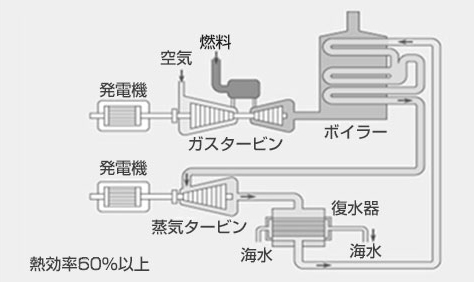 燃料
空気
発電機
ガスタービン
ボイラー
発電機
蒸気タービン
復水器
海水
海水
熱効率60%以上